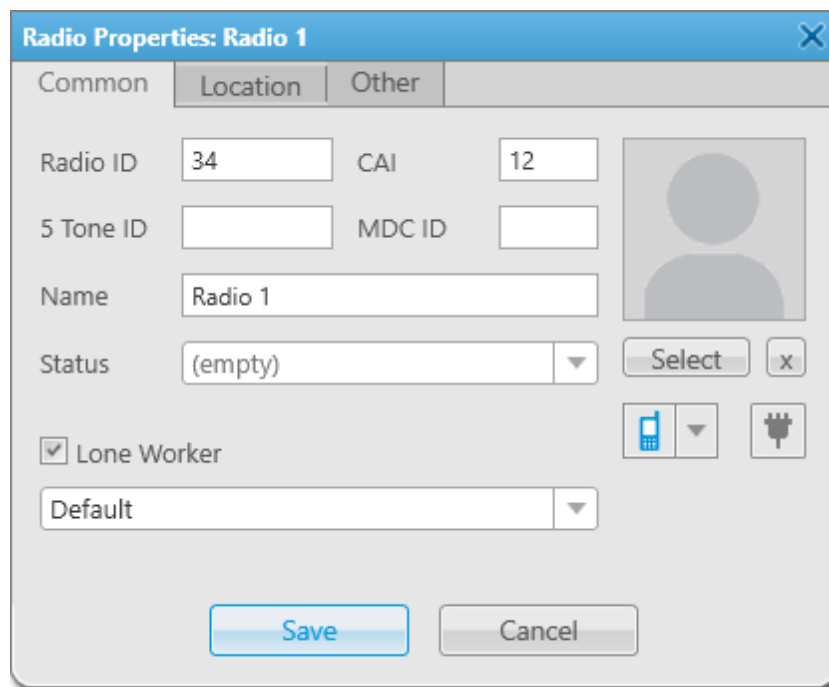 Radio Properties: Radio 1
Common Location Other
Radio ID 34 CAI 12
5 Tone ID MDC ID
Name Radio 1
Status (empty) Select x
Lone Worker
Default
Save Cancel